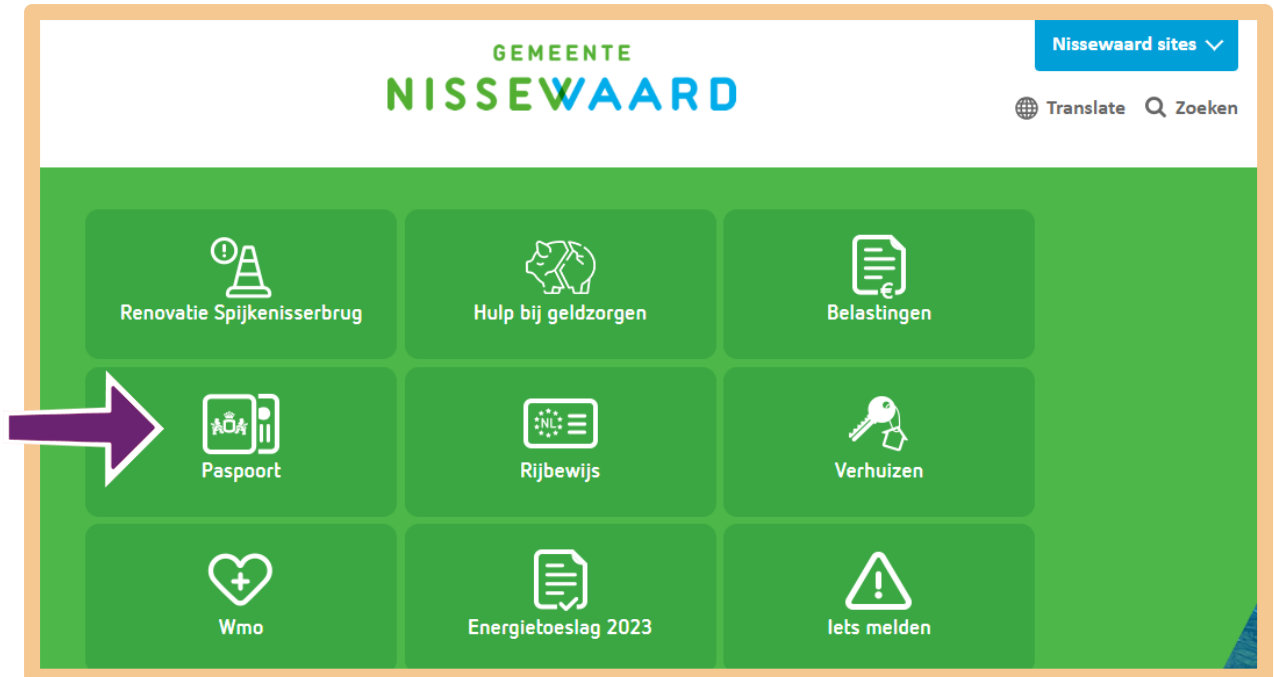 GEMEENTE
NISSEWAARD
Nissewaard sites
Translate
Zoeken
Renovatie Spijkenisserbrug
Hulp bij geldzorgen
€
Belastingen
Paspoort
NL
Rijbewijs
Verhuizen
Wmo
Energietoeslag 2023
Iets melden